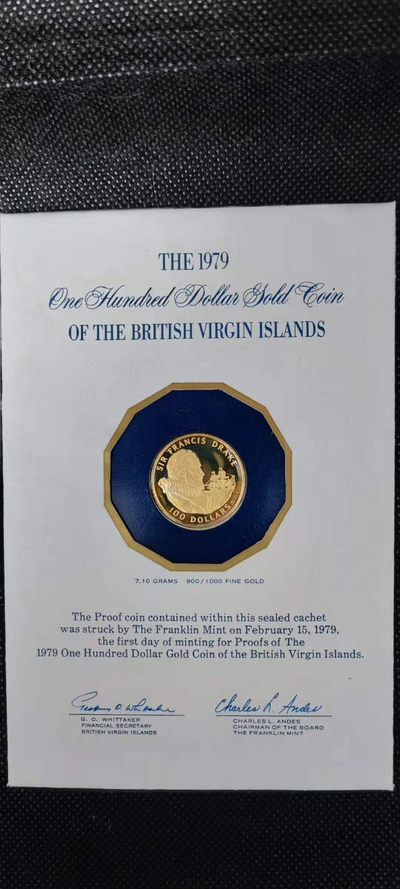 THE 1979
One Hundred Dollar Gold Coin
OF THE BRITISH VIRGIN ISLANDS
SIR FRANCIS DRAKE
100 DOLLARS
7.10 GRAMS 900/1000 FINE GOLD
The Proof coin contained within this sealed cachet
was struck by The Franklin Mint on February 15, 1979,
the first day of minting for Proofs of The
1979 One Hundred Dollar Gold Coin of the British Virgin Islands.
Charles L. Andes
G. O. WHITTAKER
FINANCIAL SECRETARY
BRITISH VIRGIN ISLANDS
CHARLES L. ANDES
CHAIRMAN OF THE BOARD
THE FRANKLIN MINT